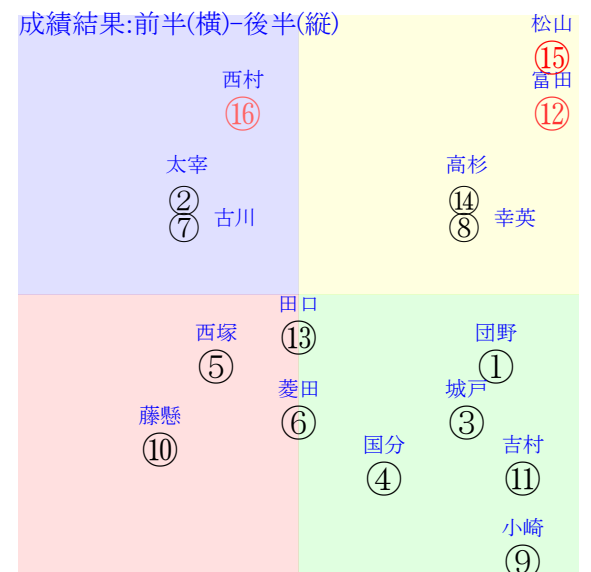 成績結果:前半(横)-後半(縦)
松山
⑮
西村
富田
⑯
⑫
太宰
高杉
②
⑭
⑦ 古川
⑧ 幸英
田口
⑬
西塚
団野
⑤
①
菱田
城戸
⑥
③
藤懸
⑩
国分
吉村
④
⑪
小崎
⑨